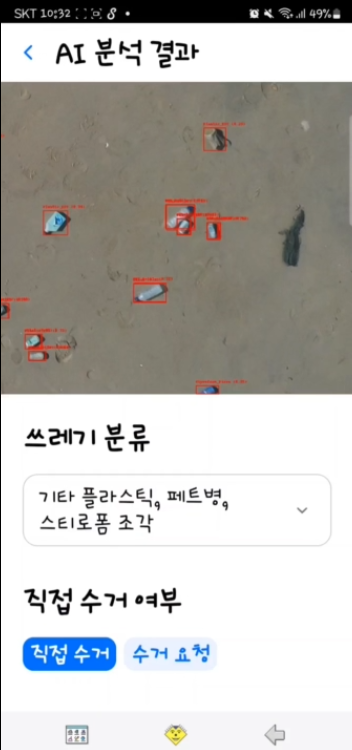 SKT 10:32
49%
AI 분석 결과
쓰레기 분류
기타 플라스틱, 페트병,
스티로폼 조각
직접 수거 여부
직접 수거
수거 요청